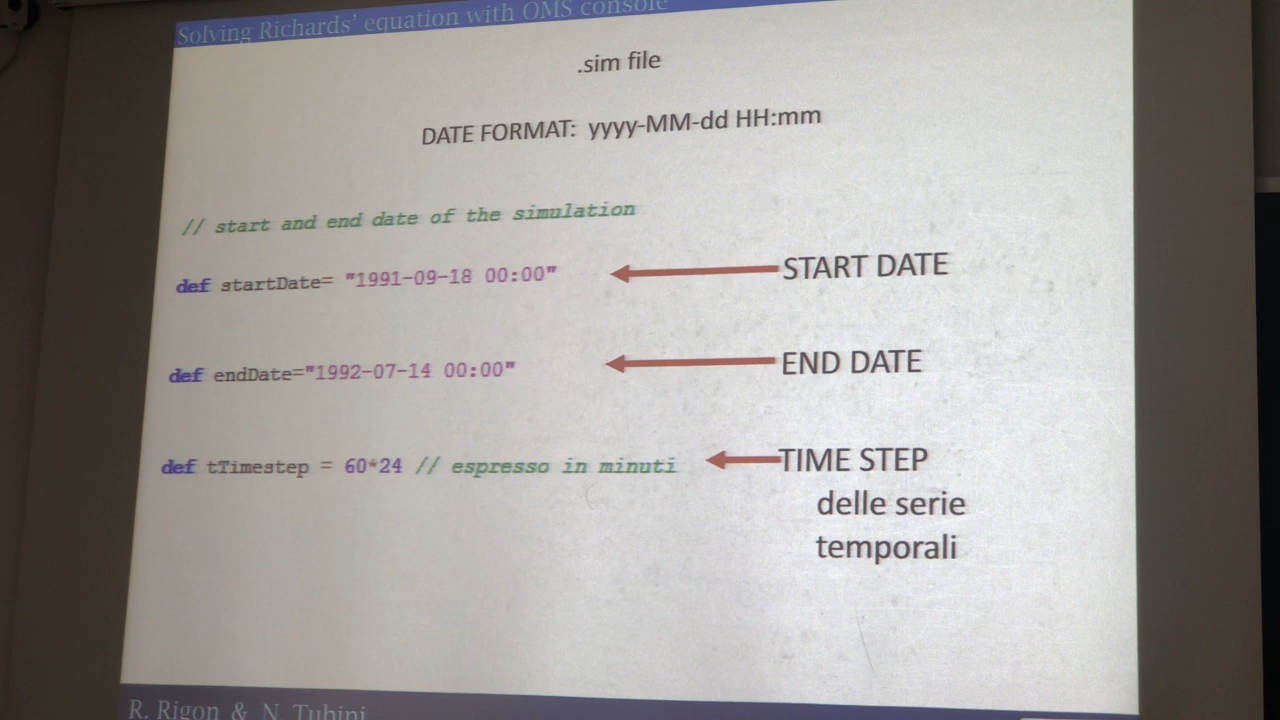 Solving Richards' equation with OMS console
.sim file
DATE FORMAT: yyyy-MM-dd HH:mm
// start and end date of the simulation
def startDate= "1991-09-18 00:00"
START DATE
def endDate="1992-07-14 00:00"
END DATE
def tTimestep = 60*24 // espresso in minuti
TIME STEP
delle serie
temporali
R. Rigon & N. Tubini